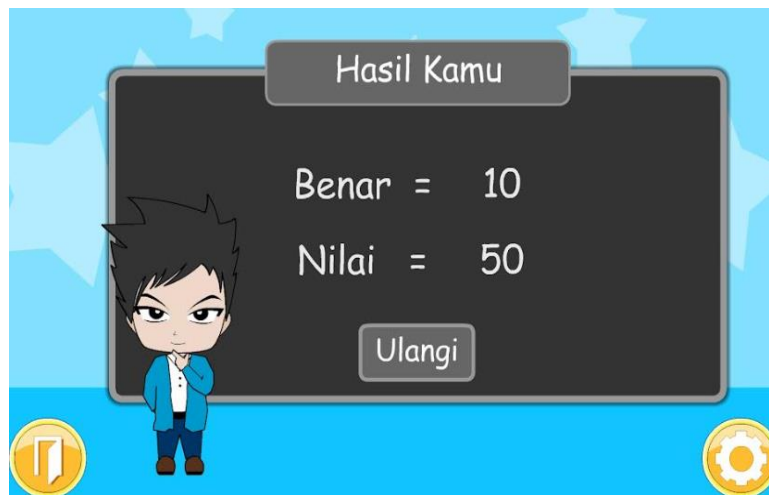 Hasil Kamu
Benar = 10
Nilai = 50
Ulangi